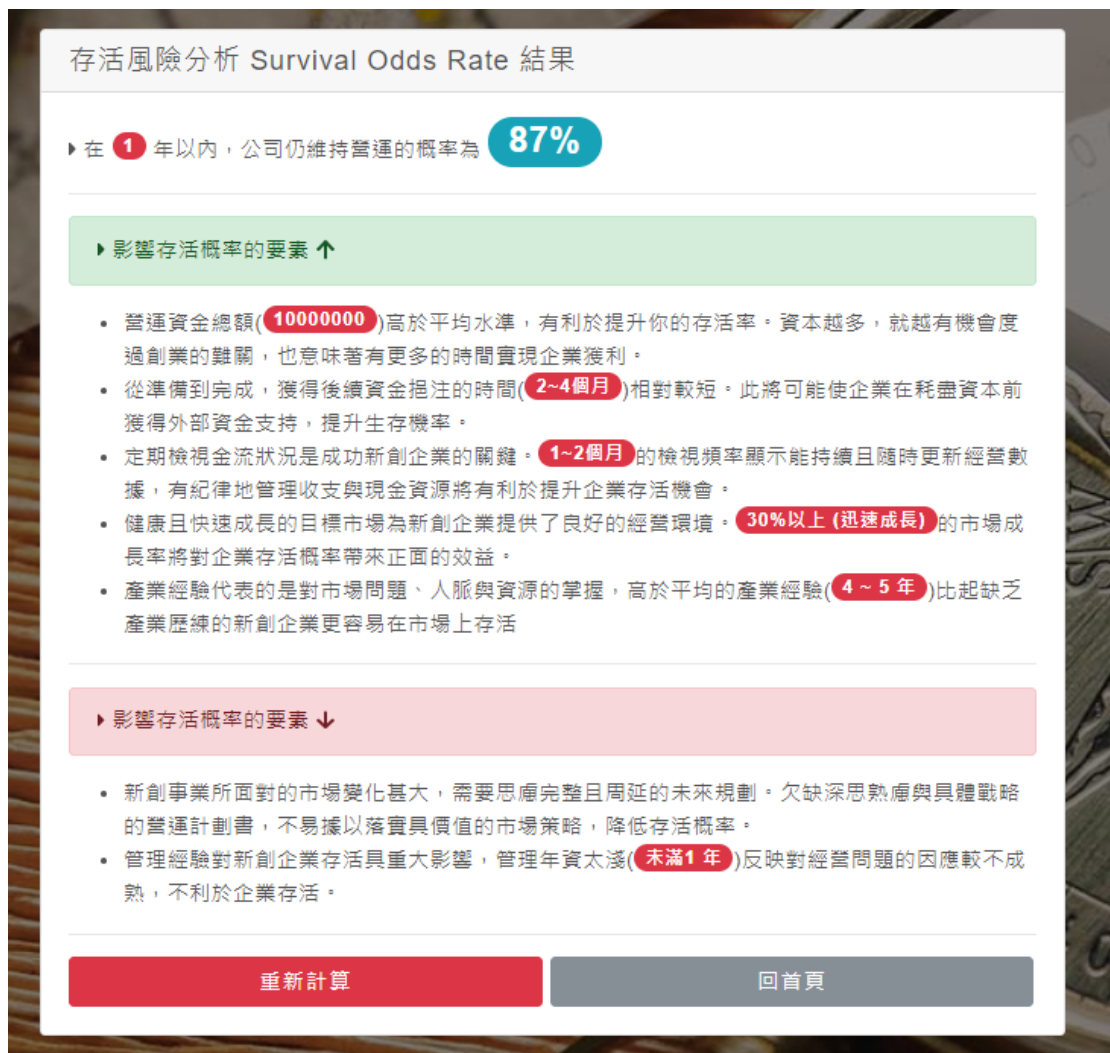 存活風險分析 Survival Odds Rate 結果
在 1 年以內，公司仍維持營運的概率為 87%
影響存活概率的要素
營運資金總額(10000000)高於平均水準，有利於提升你的存活率。資本越多，就越有機會度
過創業的難關，也意味著有更多的時間實現企業獲利。
從準備到完成，獲得後續資金挹注的時間(2~4個月)相對較短。此將可能使企業在耗盡資本前
獲得外部資金支持，提升生存機率。
定期檢視金流狀況是成功新創企業的關鍵。1~2個月的檢視頻率顯示能持續且隨時更新經營數
據，有紀律地管理收支與現金資源將有利於提升企業存活機會。
健康且快速成長的目標市場為新創企業提供了良好的經營環境。30%以上 (迅速成長)的市場成
長率將對企業存活概率帶來正面的效益。
產業經驗代表的是對市場問題、人脈與資源的掌握，高於平均的產業經驗(4 ~ 5 年)比起缺乏
產業歷練的新創企業更容易在市場上存活
影響存活概率的要素
新創事業所面對的市場變化甚大，需要思慮完整且周延的未來規劃。欠缺深思熟慮與具體戰略
的營運計劃書，不易據以落實具價值的市場策略，降低存活概率。
管理經驗對新創企業存活具重大影響，管理年資太淺(未滿1 年)反映對經營問題的因應較不成
熟，不利於企業存活。
重新計算
回首頁